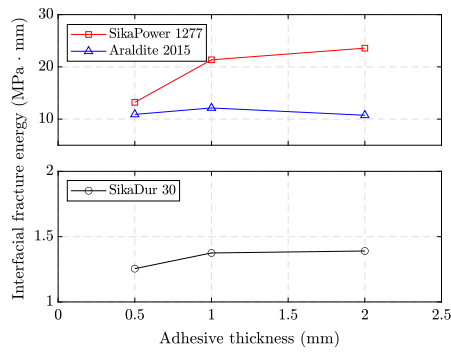 30
20
10
SikaPower 1277
Araldite 2015
Interfacial fracture energy (MPa · mm)
2
1.5
1
SikaDur 30
0 0.5 1 1.5 2 2.5
Adhesive thickness (mm)